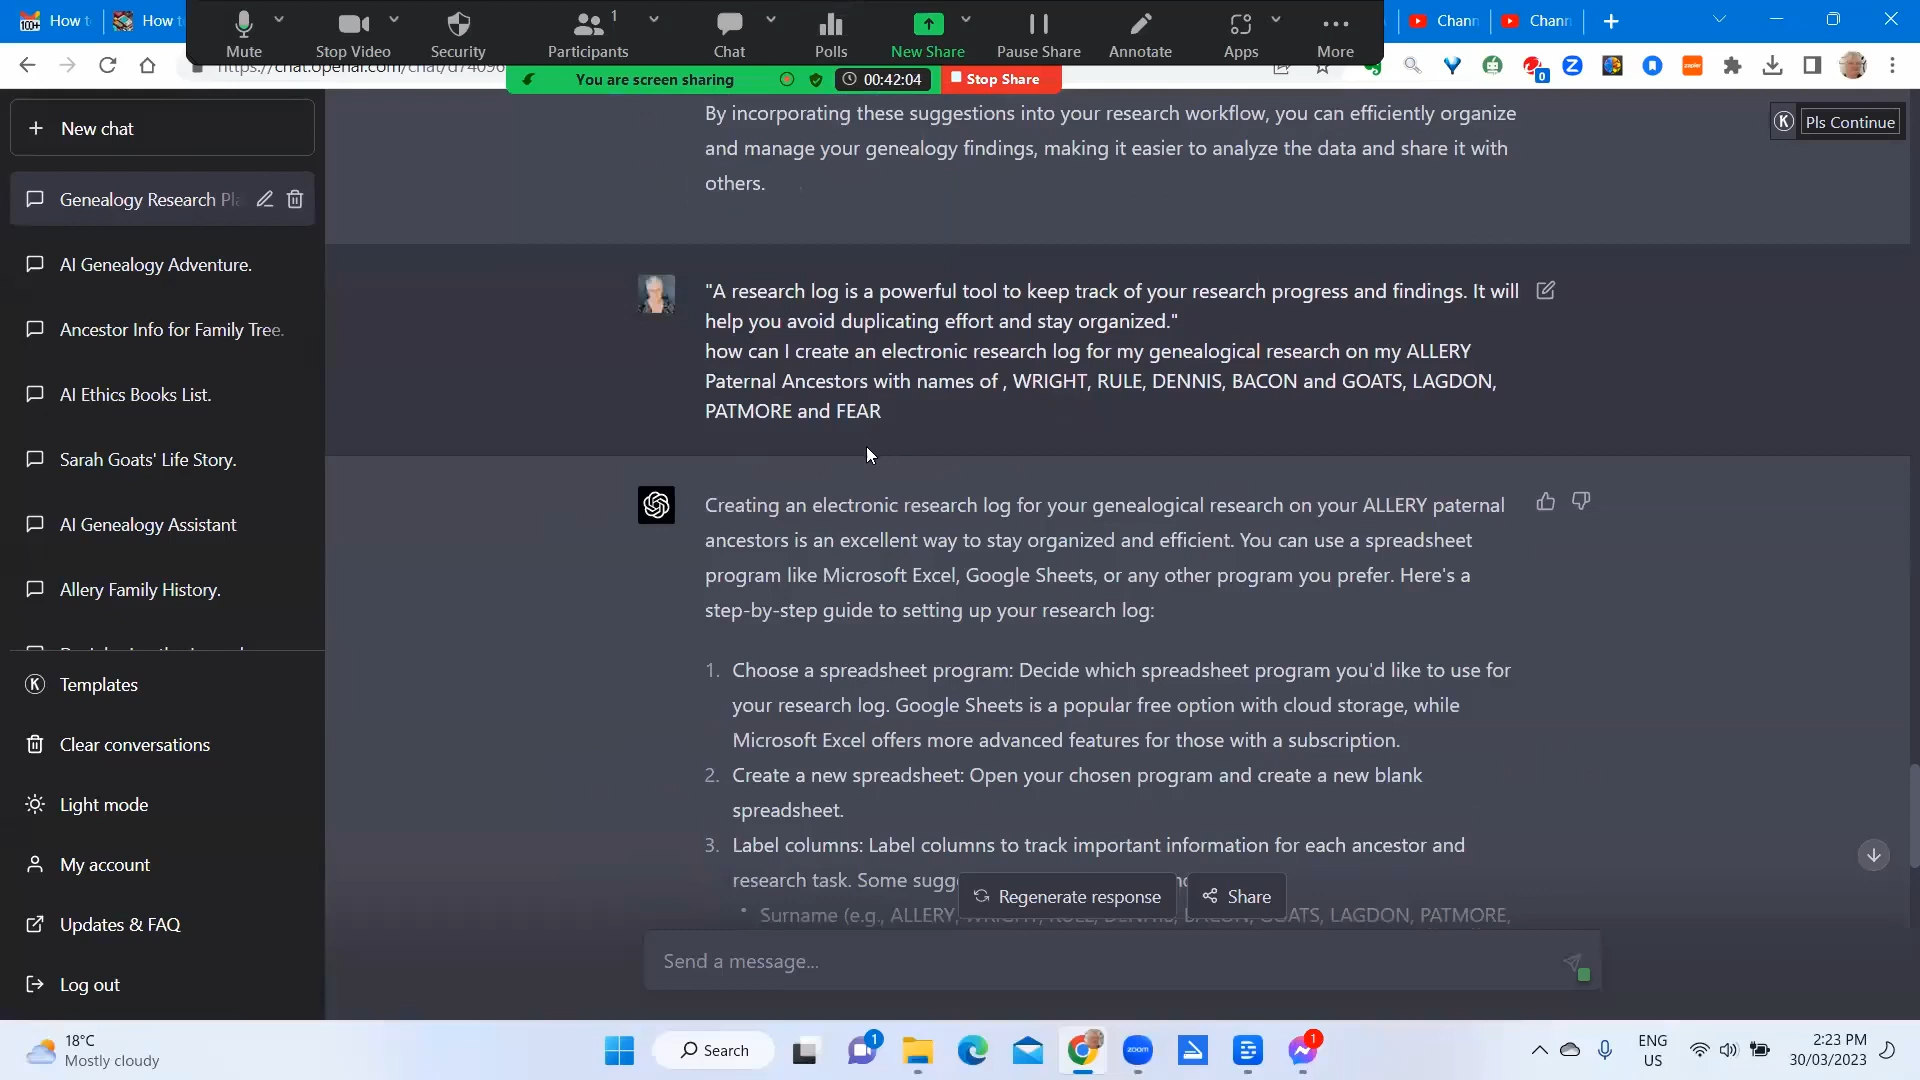 How t
How t
Chann
Chann
Mute
Stop Video
Security
1
Participants
Chat
Polls
New Share
Pause Share
Annotate
Apps
More
You are screen sharing
00:42:04
Stop Share
0
New chat
Genealogy Research Pla
AI Genealogy Adventure.
Ancestor Info for Family Tree.
AI Ethics Books List.
Sarah Goats' Life Story.
AI Genealogy Assistant
Allery Family History.
Templates
Clear conversations
Light mode
My account
Updates & FAQ
Log out
Pls Continue
By incorporating these suggestions into your research workflow, you can efficiently organize
and manage your genealogy findings, making it easier to analyze the data and share it with
others.
"A research log is a powerful tool to keep track of your research progress and findings. It will
help you avoid duplicating effort and stay organized."
how can I create an electronic research log for my genealogical research on my ALLERY
Paternal Ancestors with names of , WRIGHT, RULE, DENNIS, BACON and GOATS, LAGDON,
PATMORE and FEAR
Creating an electronic research log for your genealogical research on your ALLERY paternal
ancestors is an excellent way to stay organized and efficient. You can use a spreadsheet
program like Microsoft Excel, Google Sheets, or any other program you prefer. Here's a
step-by-step guide to setting up your research log:
1. Choose a spreadsheet program: Decide which spreadsheet program you'd like to use for
your research log. Google Sheets is a popular free option with cloud storage, while
Microsoft Excel offers more advanced features for those with a subscription.
2. Create a new spreadsheet: Open your chosen program and create a new blank
spreadsheet.
3. Label columns: Label columns to track important information for each ancestor and
research task. Some sugg
Surname (e.g., ALLERY, WRIGHT, RULE, DENNIS, BACON, GOATS, LAGDON, PATMORE,
Regenerate response
Share
Send a message...
18°C
Mostly cloudy
Search
1
zoom
1
ENG
US
2:23 PM
30/03/2023